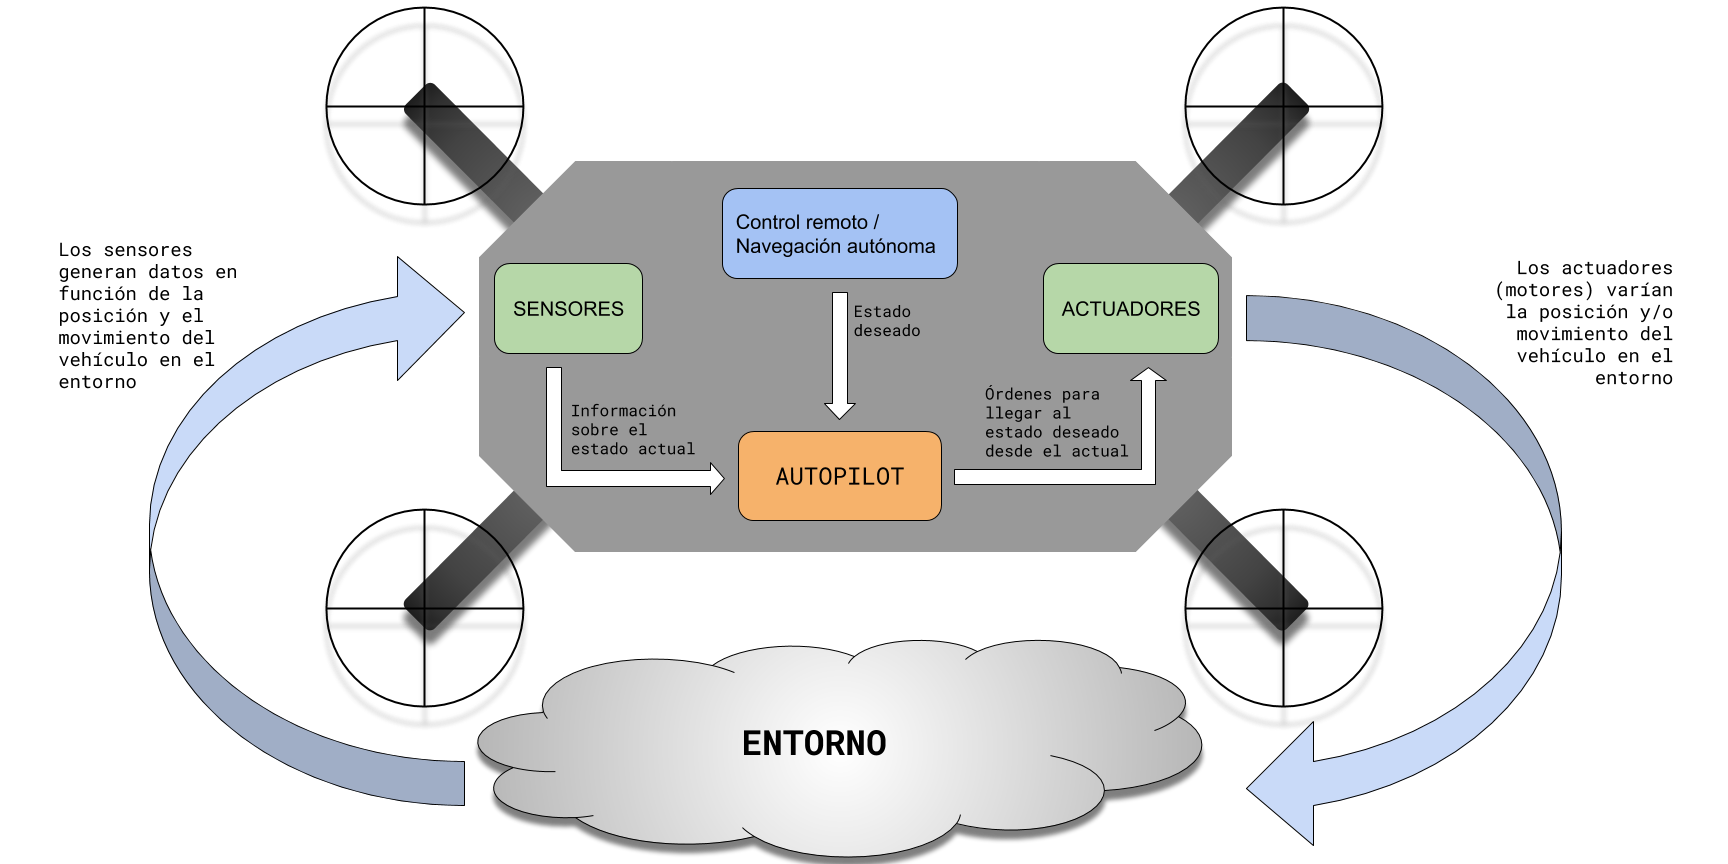 Los sensores
generan datos en
función de la
posición y el
movimiento del
vehículo en el
entorno
SENSORES
Control remoto /
Navegación autónoma
ACTUADORES
Estado
deseado
Información
sobre el
estado actual
AUTOPILOT
Órdenes para
llegar al
estado deseado
desde el actual
Los actuadores
(motores) varían
la posición y/o
movimiento del
vehículo en el
entorno
ENTORNO